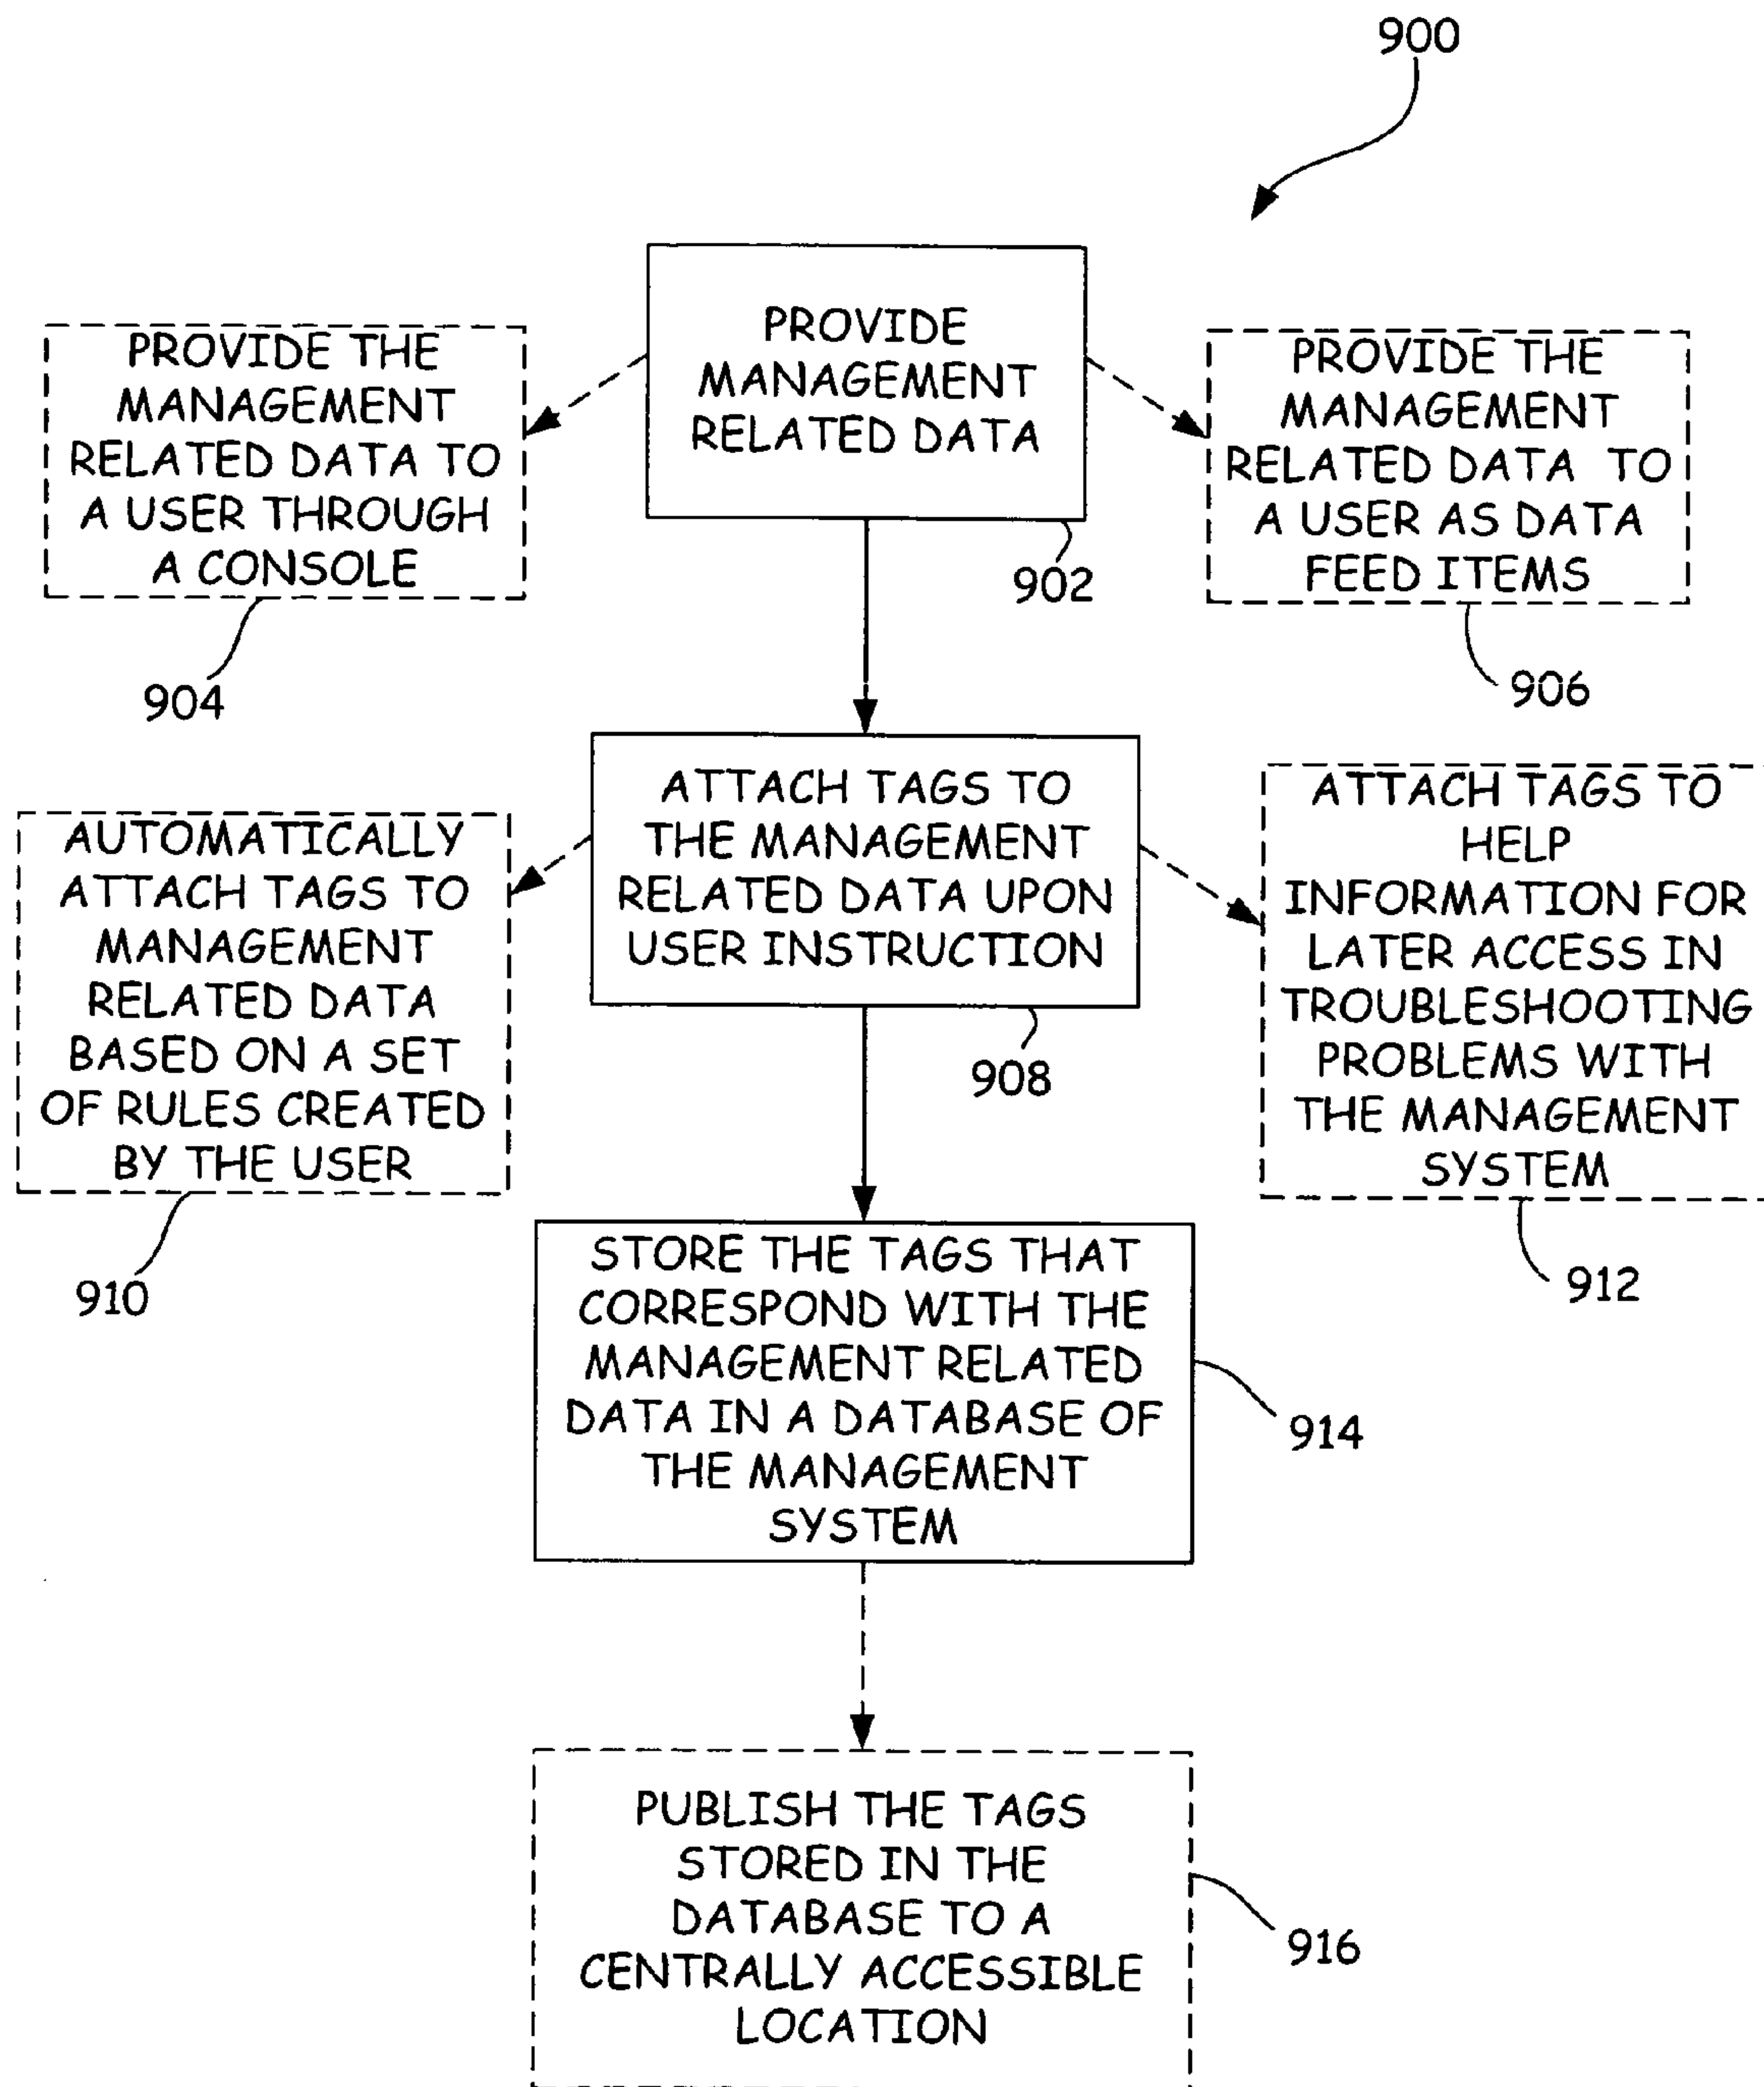 900
PROVIDE
MANAGEMENT
RELATED DATA
902
PROVIDE THE
MANAGEMENT
RELATED DATA TO
A USER THROUGH
A CONSOLE
904
PROVIDE THE
MANAGEMENT
RELATED DATA TO
A USER AS DATA
FEED ITEMS
906
ATTACH TAGS TO
THE MANAGEMENT
RELATED DATA UPON
USER INSTRUCTION
908
AUTOMATICALLY
ATTACH TAGS TO
MANAGEMENT
RELATED DATA
BASED ON A SET
OF RULES CREATED
BY THE USER
910
ATTACH TAGS TO
HELP
INFORMATION FOR
LATER ACCESS IN
TROUBLESHOOTING
PROBLEMS WITH
THE MANAGEMENT
SYSTEM
912
STORE THE TAGS THAT
CORRESPOND WITH THE
MANAGEMENT RELATED
DATA IN A DATABASE OF
THE MANAGEMENT
SYSTEM
914
PUBLISH THE TAGS
STORED IN THE
DATABASE TO A
CENTRALLY ACCESSIBLE
LOCATION
916